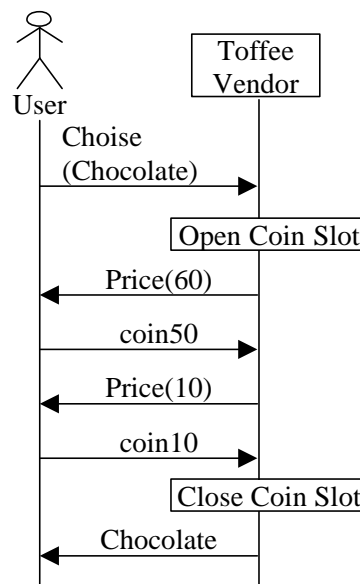 Toffee
Vendor
User
Choise
(Chocolate)
Open Coin Slot
Price(60)
coin50
Price(10)
coin10
Close Coin Slot
Chocolate